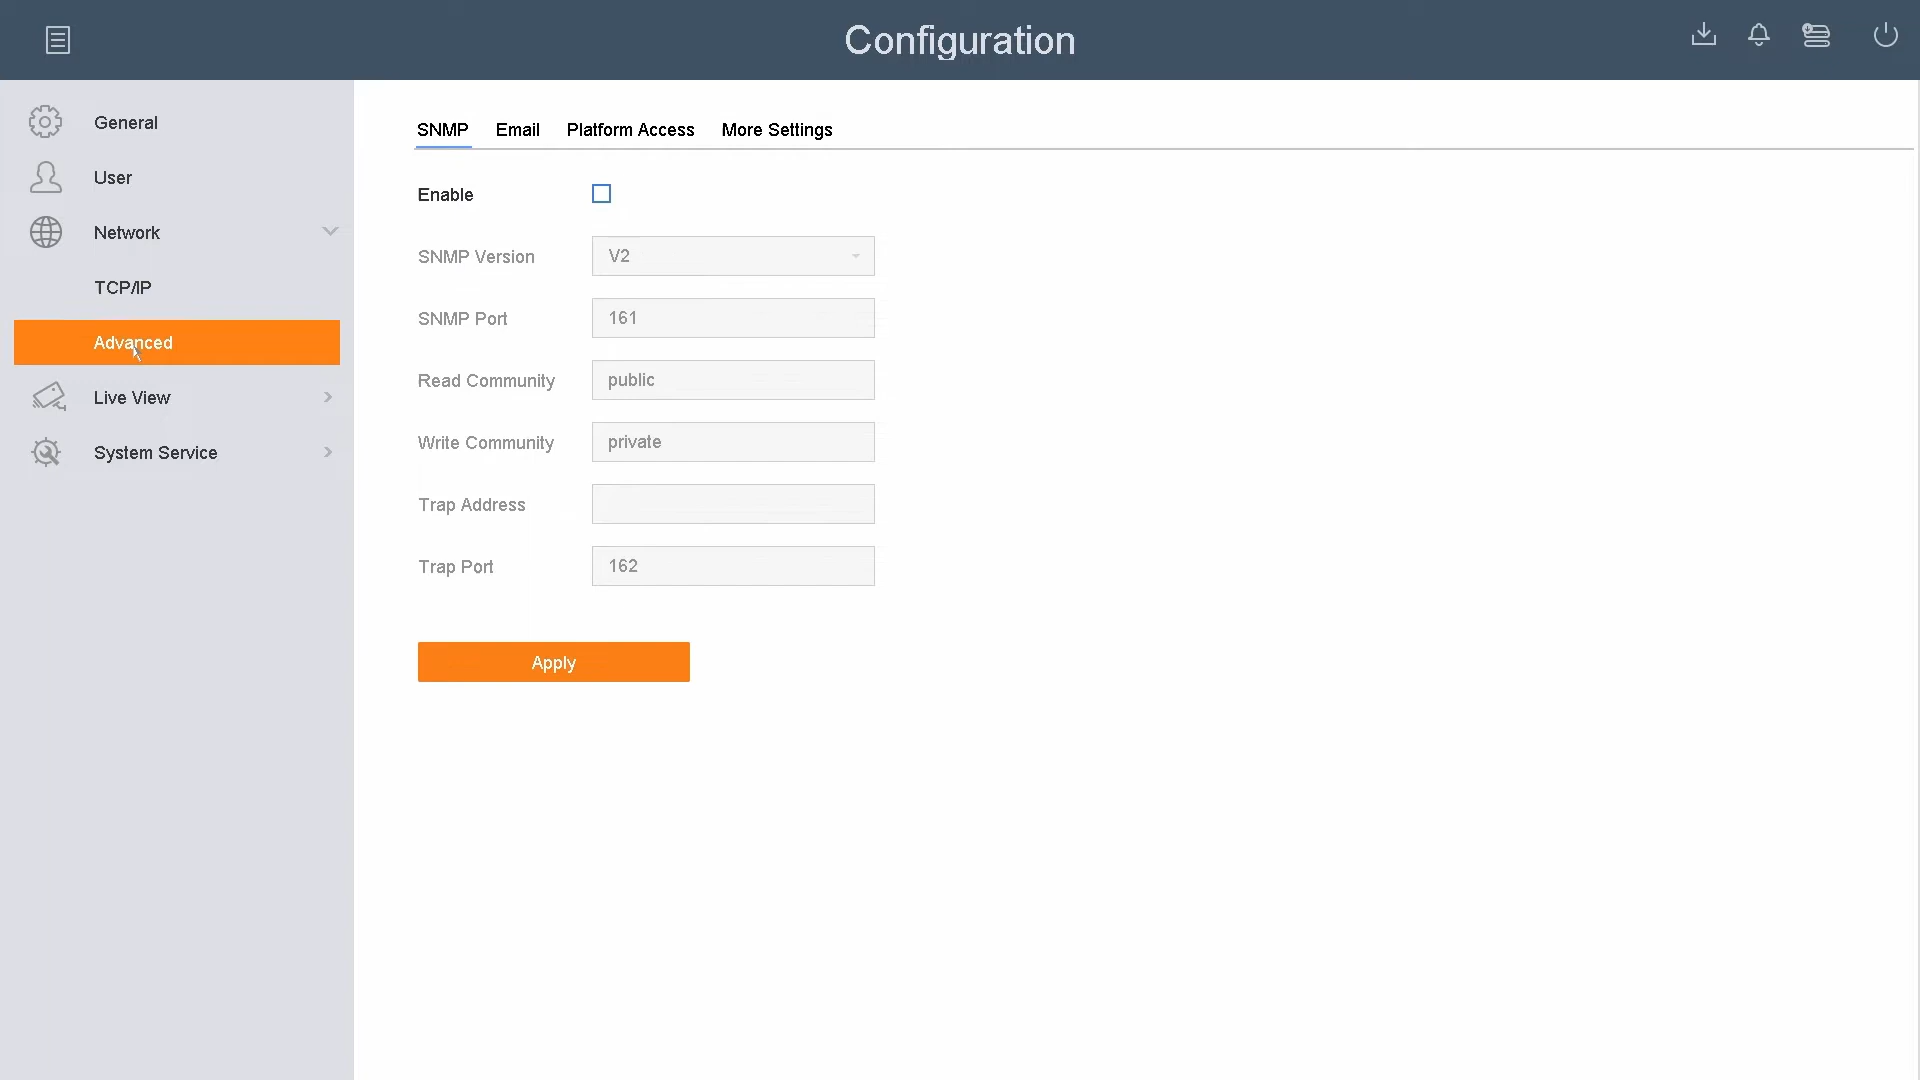 Configuration
General
User
Network
TCP/IP
Advanced
Live View
System Service
SNMP Email Platform Access More Settings
Enable
SNMP Version V2
SNMP Port 161
Read Community public
Write Community private
Trap Address
Trap Port 162
Apply